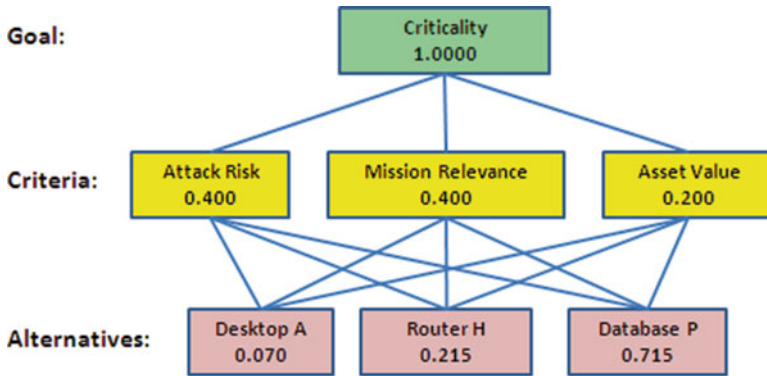 Goal:
Criticality
1.0000
Criteria:
Attack Risk
0.400
Mission Relevance
0.400
Asset Value
0.200
Alternatives:
Desktop A
0.070
Router H
0.215
Database P
0.715